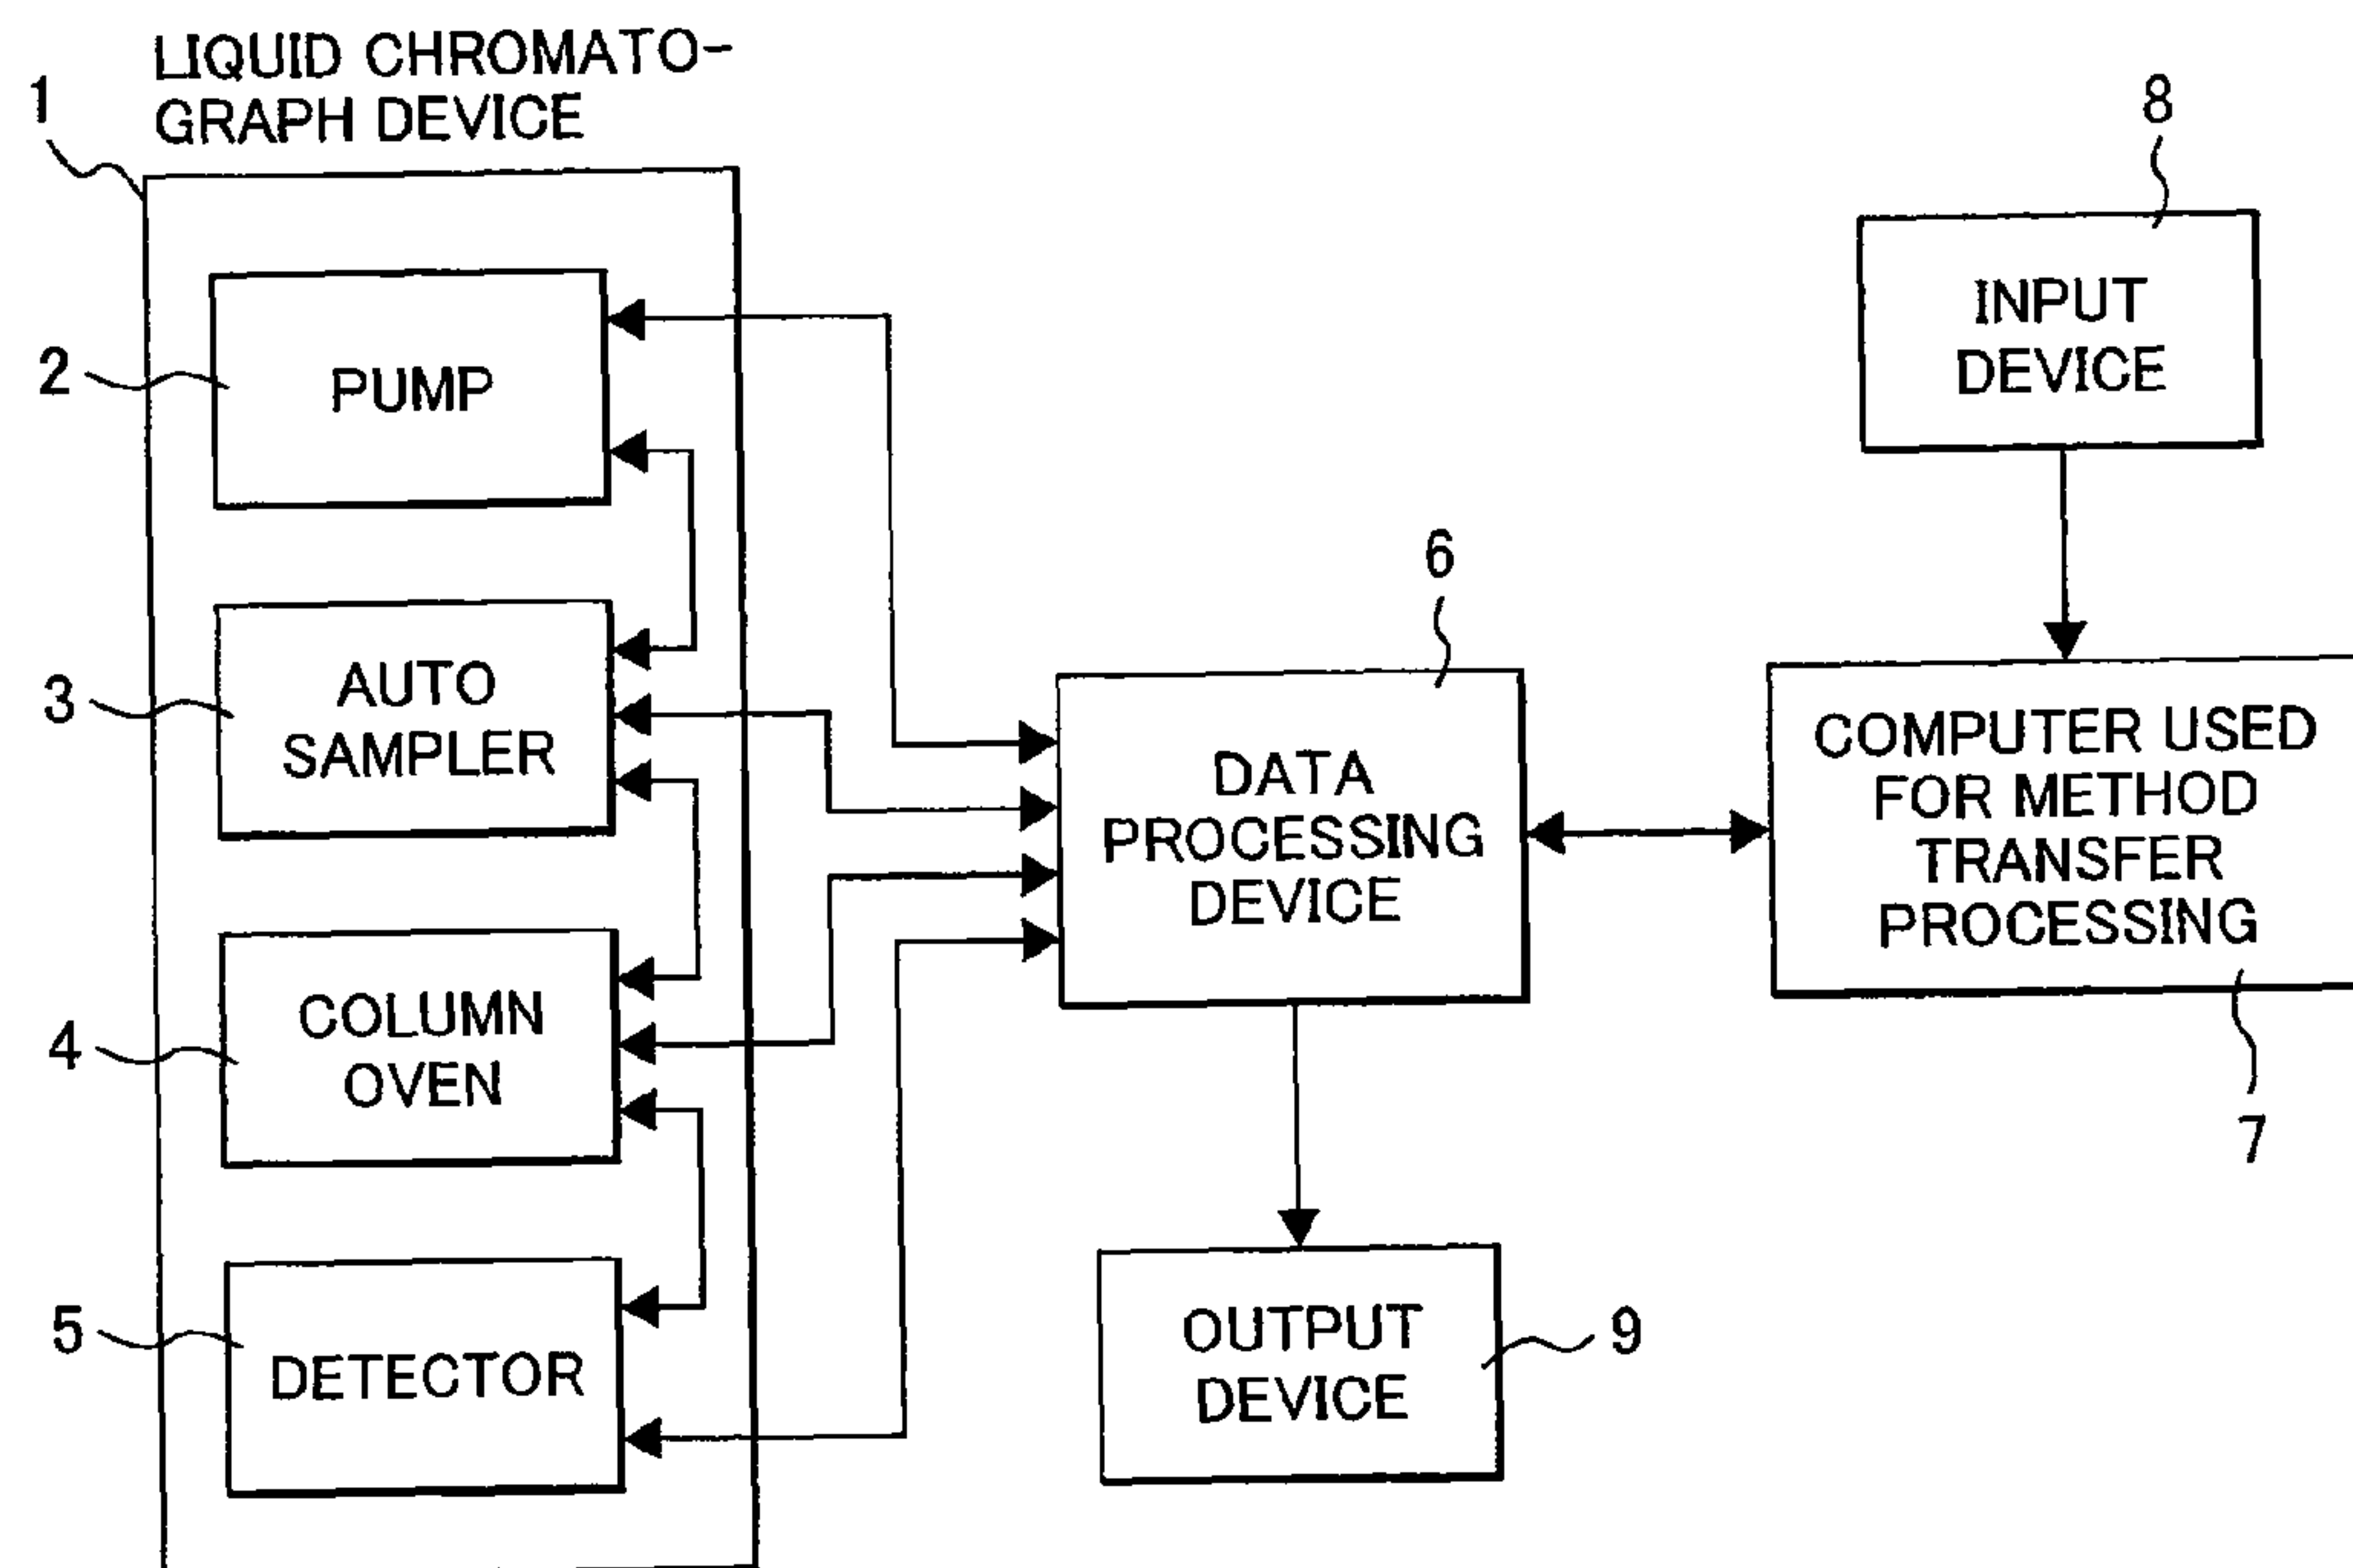 LIQUID CHROMATO-
GRAPH DEVICE
1
8
INPUT
DEVICE
2
PUMP
6
3
AUTO
SAMPLER
DATA
PROCESSING
DEVICE
COMPUTER USED
FOR METHOD
TRANSFER
PROCESSING
7
4
COLUMN
OVEN
5
DETECTOR
OUTPUT
DEVICE
9